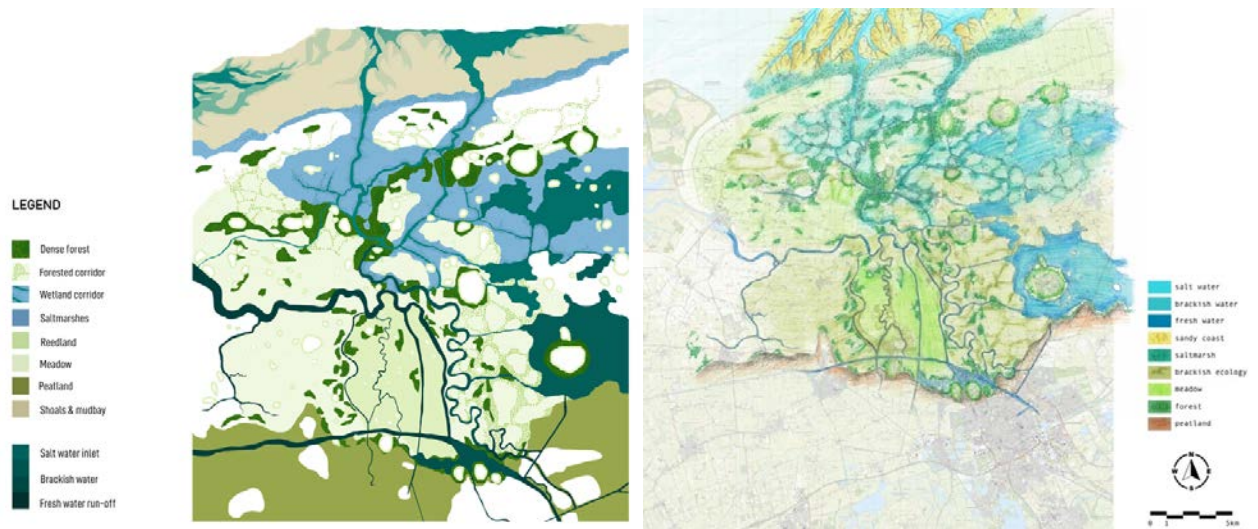 LEGEND
Dense forest
Forested corridor
Wetland corridor
Saltmarshes
Reedland
Meadow
Peatland
Shoals & mudbay
Salt water inlet
Brackish water
Fresh water run-off
salt water
brackish water
fresh water
sandy coast
saltmarsh
brackish ecology
meadow
forest
peatland
N
0 1 5km